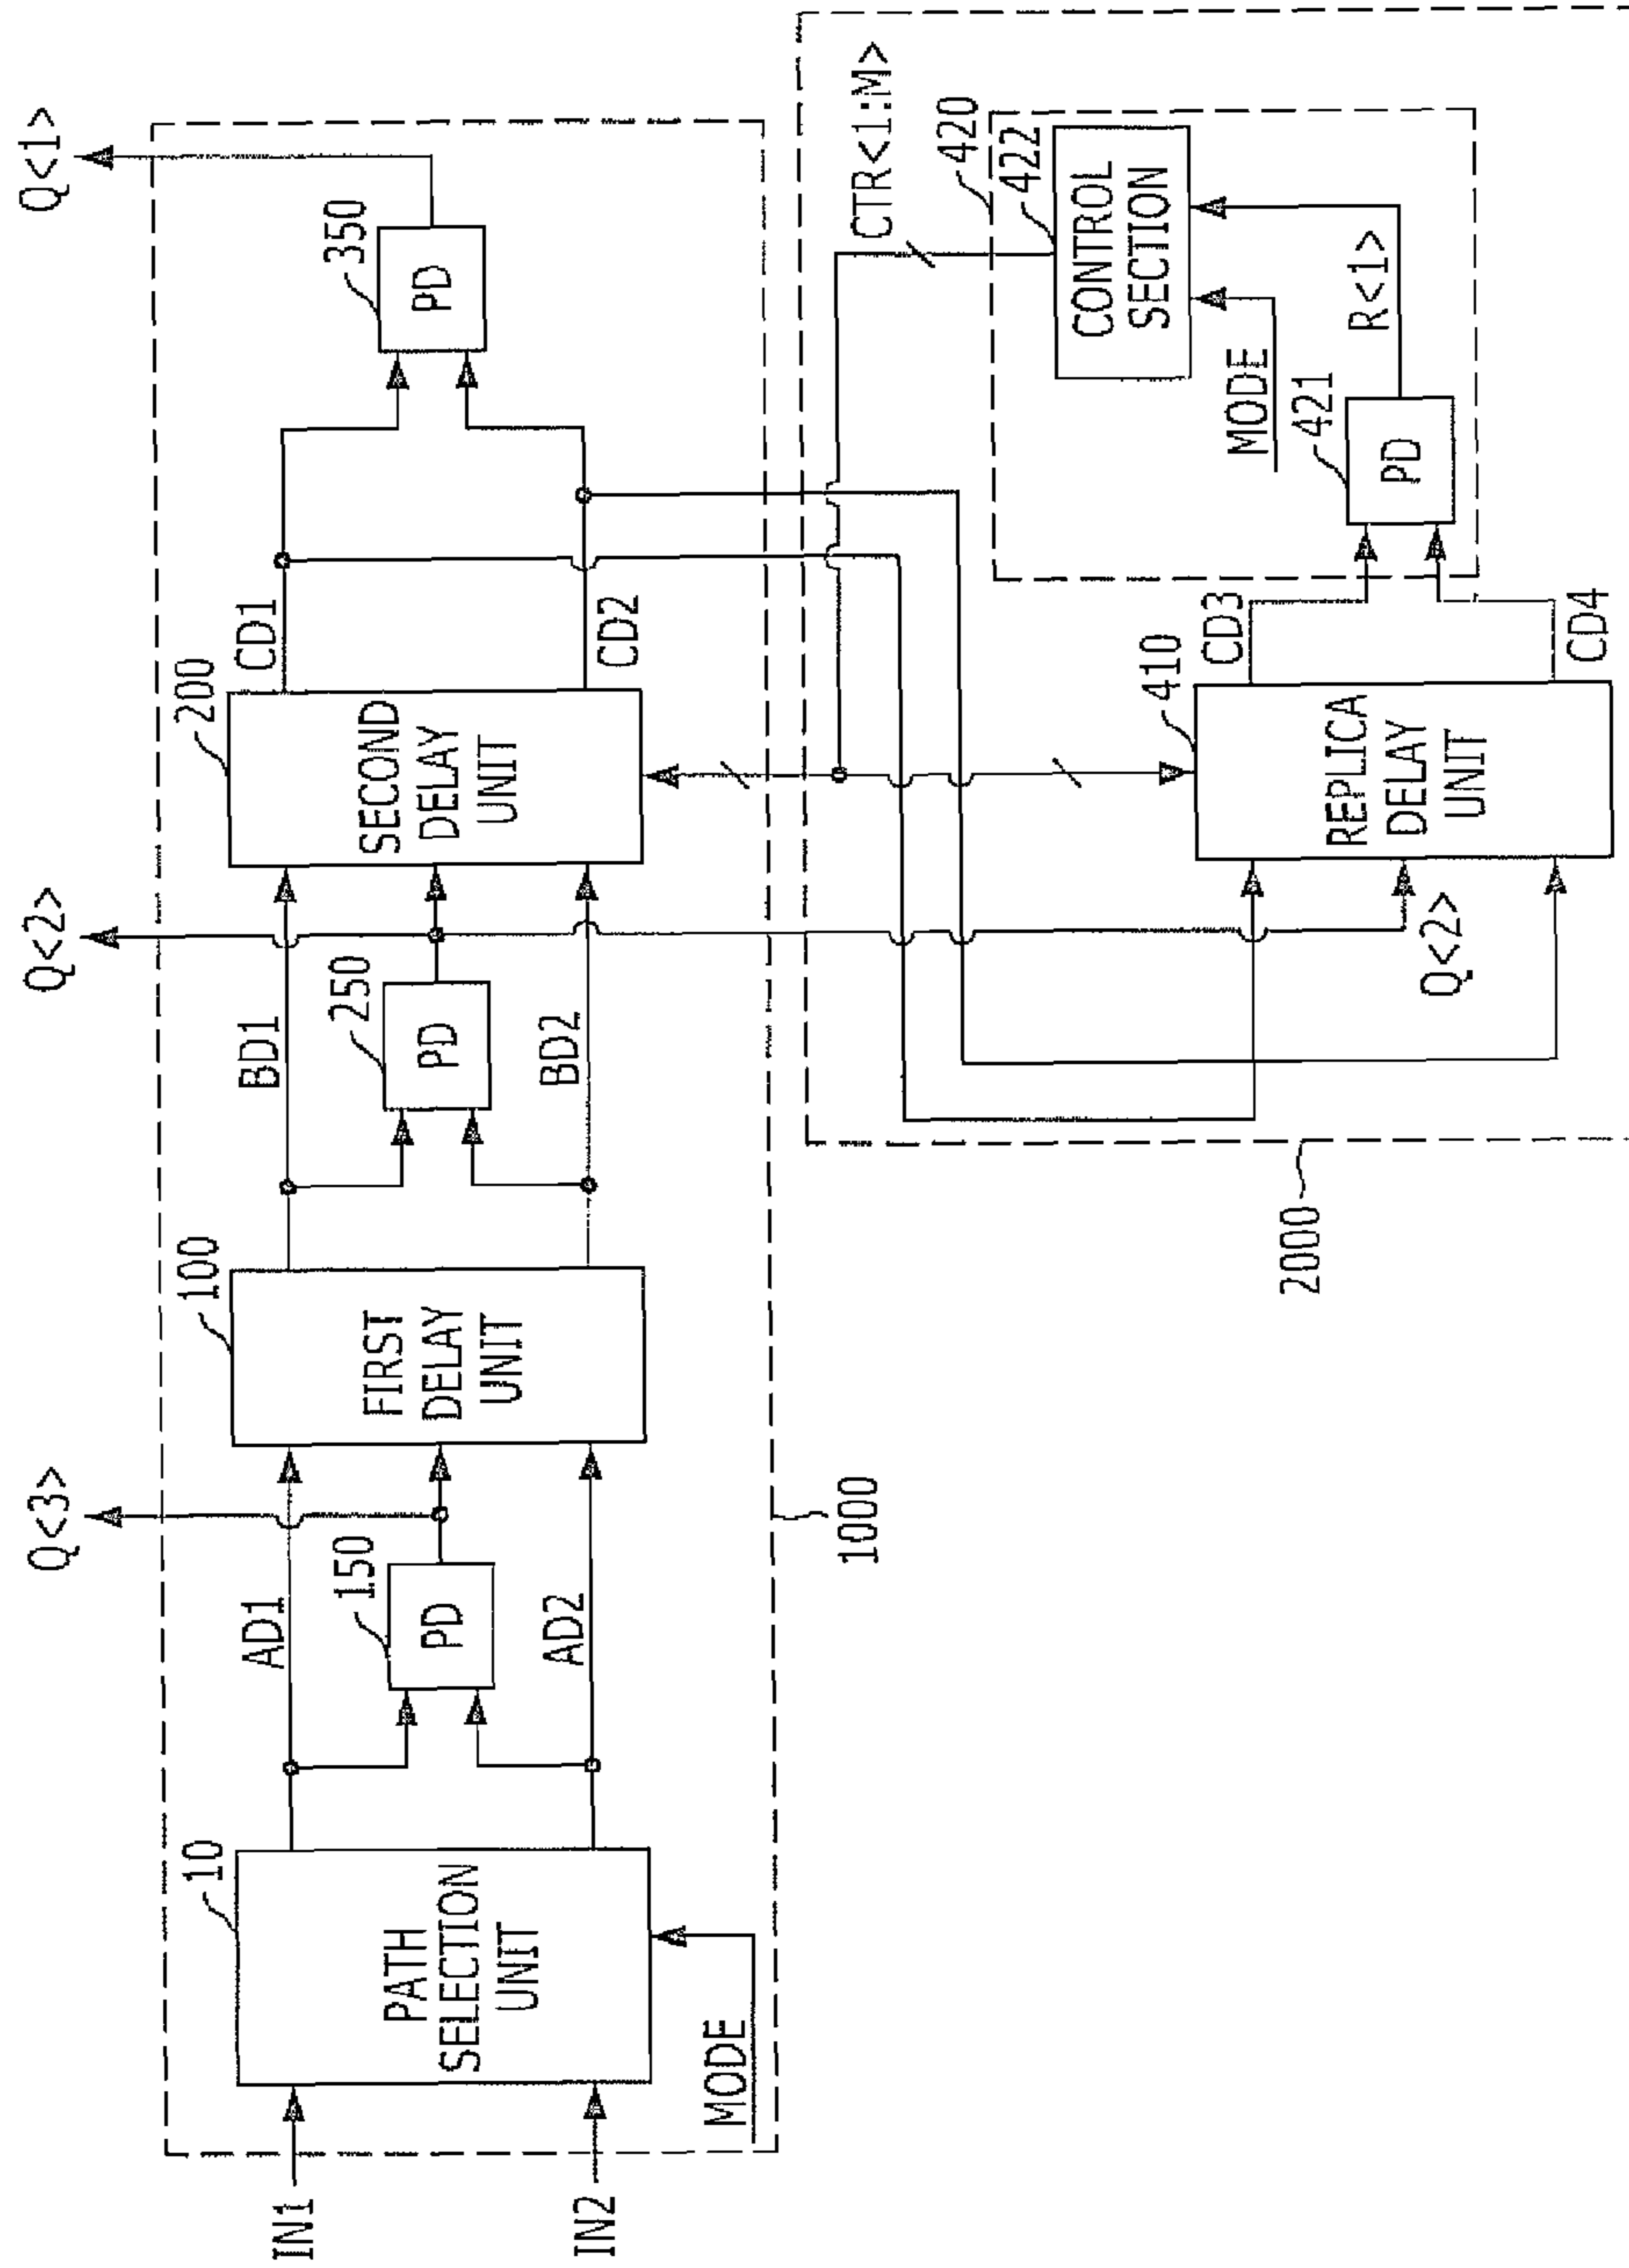 Q<3>
Q<2>
Q<1>
IN1
IN2
10
PATH
SELECTION
UNIT
MODE
AD1
AD2
150
PD
100
FIRST
DELAY
UNIT
BD1
BD2
250
PD
200
SECOND
DELAY
UNIT
CD1
CD2
350
PD
1000
CTR<1:M>
420
422
CONTROL
SECTION
MODE
R<1>
421
PD
CD3
CD4
410
REPLICA
DELAY
UNIT
Q<2>
2000